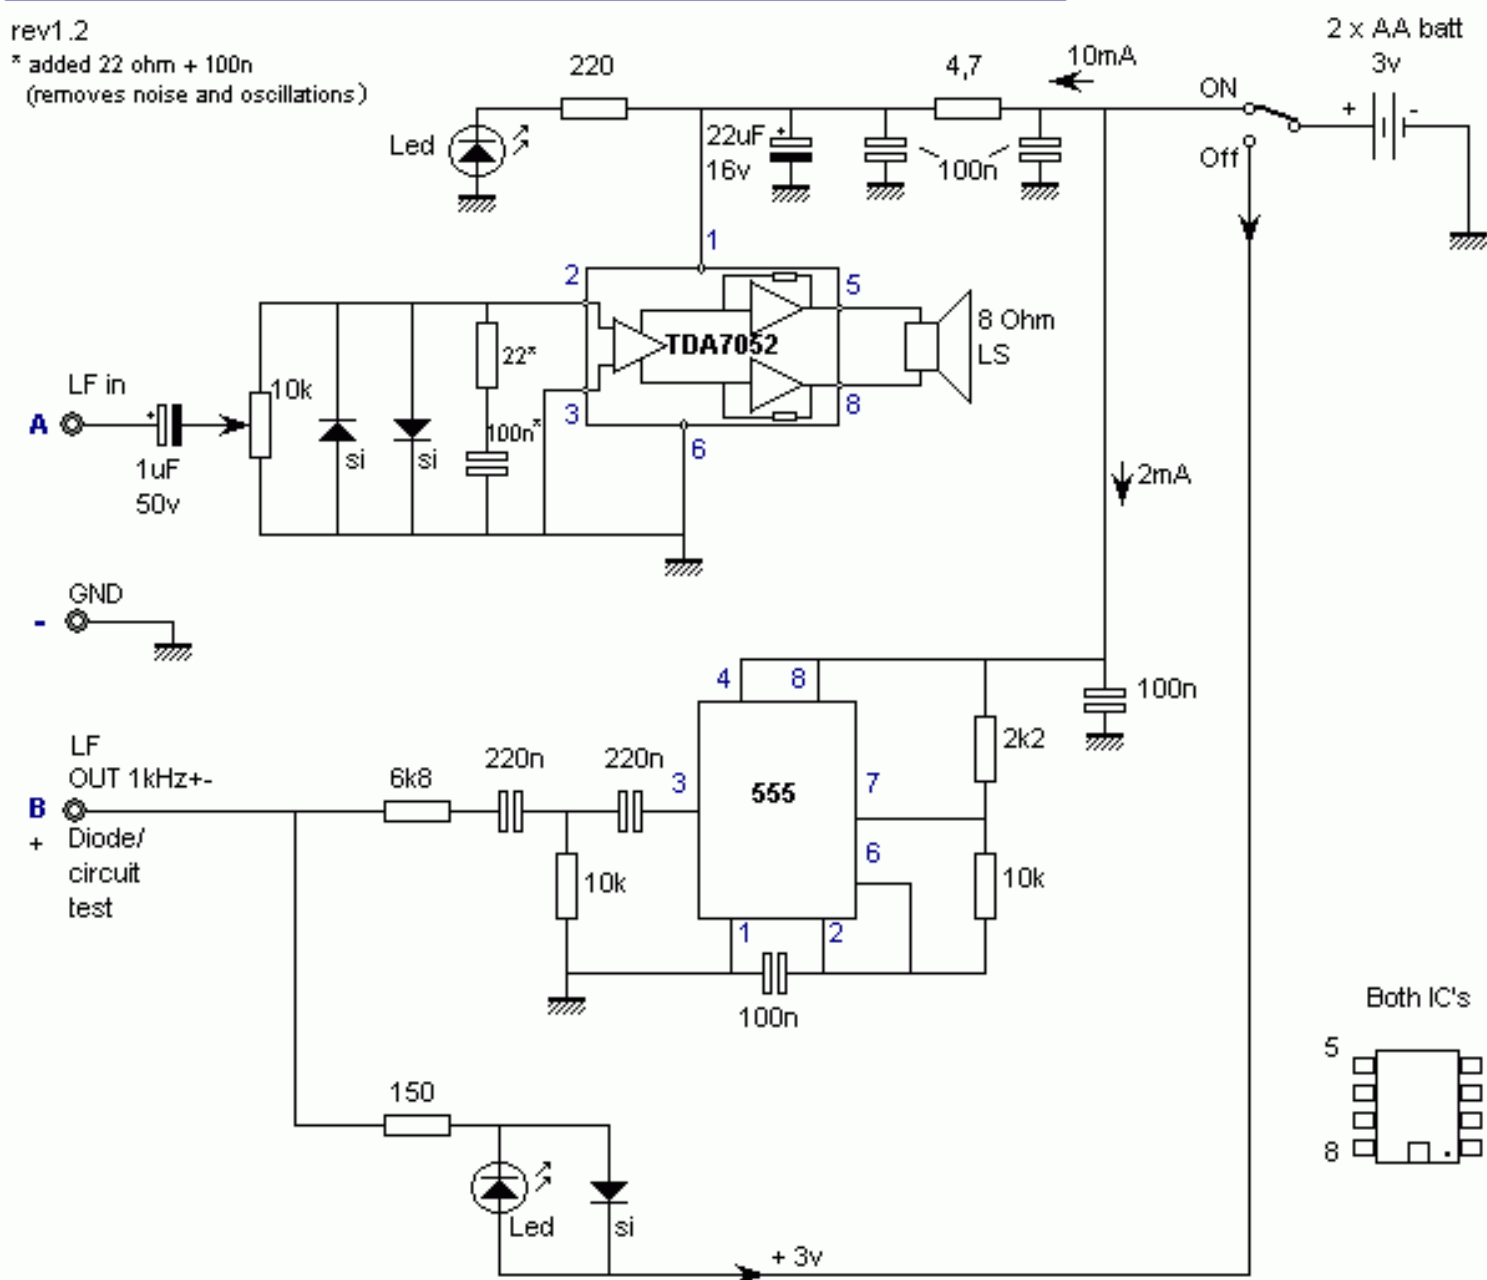 rev1.2
* added 22 ohm + 100n
(removes noise and oscillations)
220
4,7
10mA
2 x AA batt
3v
ON
+
-
Led
22uF
+
16v
100n
Off
1
2
5
TDA7052
8 Ohm
LS
22*
LF in
10k
A
+
3
8
100n*
6
si
si
1uF
50v
2mA
GND
-
4
8
100n
LF
OUT 1kHz+-
2k2
6k8
220n
220n
3
555
7
B
+
Diode/
circuit
test
6
10k
10k
1
2
100n
Both IC's
5
150
8
Led
si
+ 3v